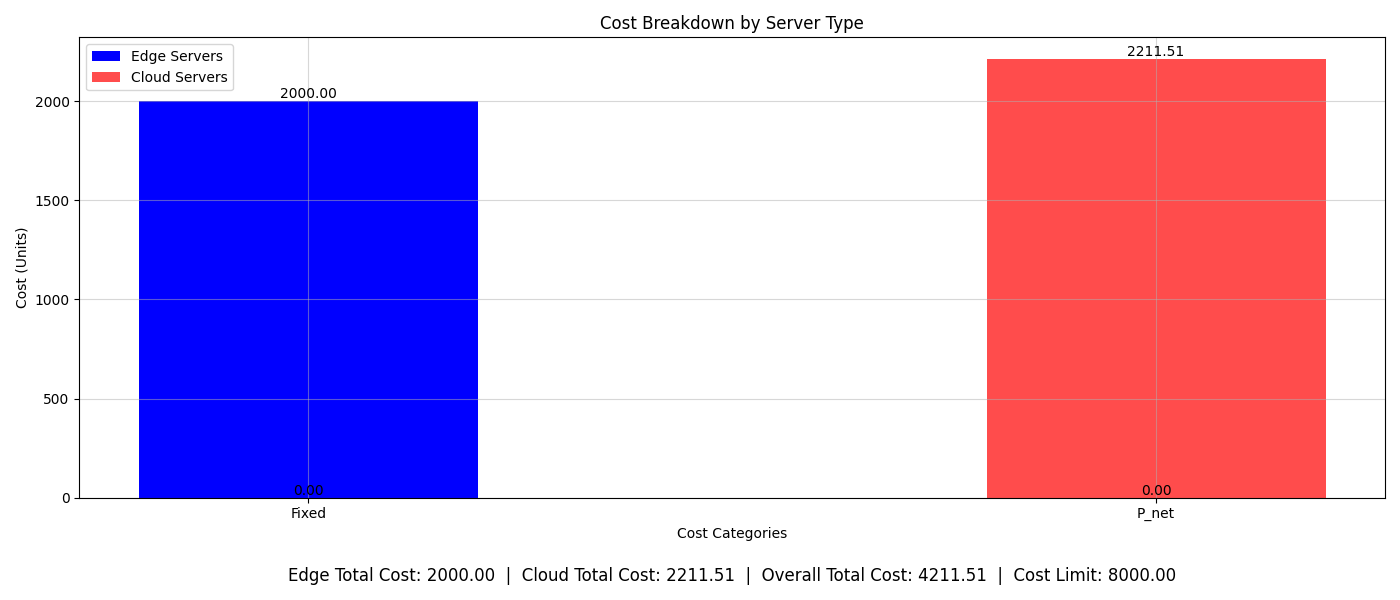 Cost Breakdown by Server Type
Edge Servers
Cloud Servers
2211.51
2000.00
2000
1500
1000
500
0
0.00
0.00
Cost (Units)
Fixed
P_net
Cost Categories
Edge Total Cost: 2000.00 | Cloud Total Cost: 2211.51 | Overall Total Cost: 4211.51 | Cost Limit: 8000.00